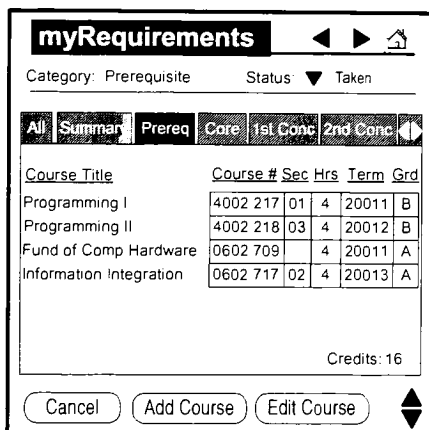 myRequirements
Category: Prerequisite Status: Taken
All Summary Prereq Core 1st Conc 2nd Conc
Course Title Course # Sec Hrs Term Grd
Programming I 4002 217 01 4 20011 B
Programming II 4002 218 03 4 20012 B
Fund of Comp Hardware 0602 709 4 20011 A
Information Integration 0602 717 02 4 20013 A
Credits: 16
Cancel Add Course Edit Course